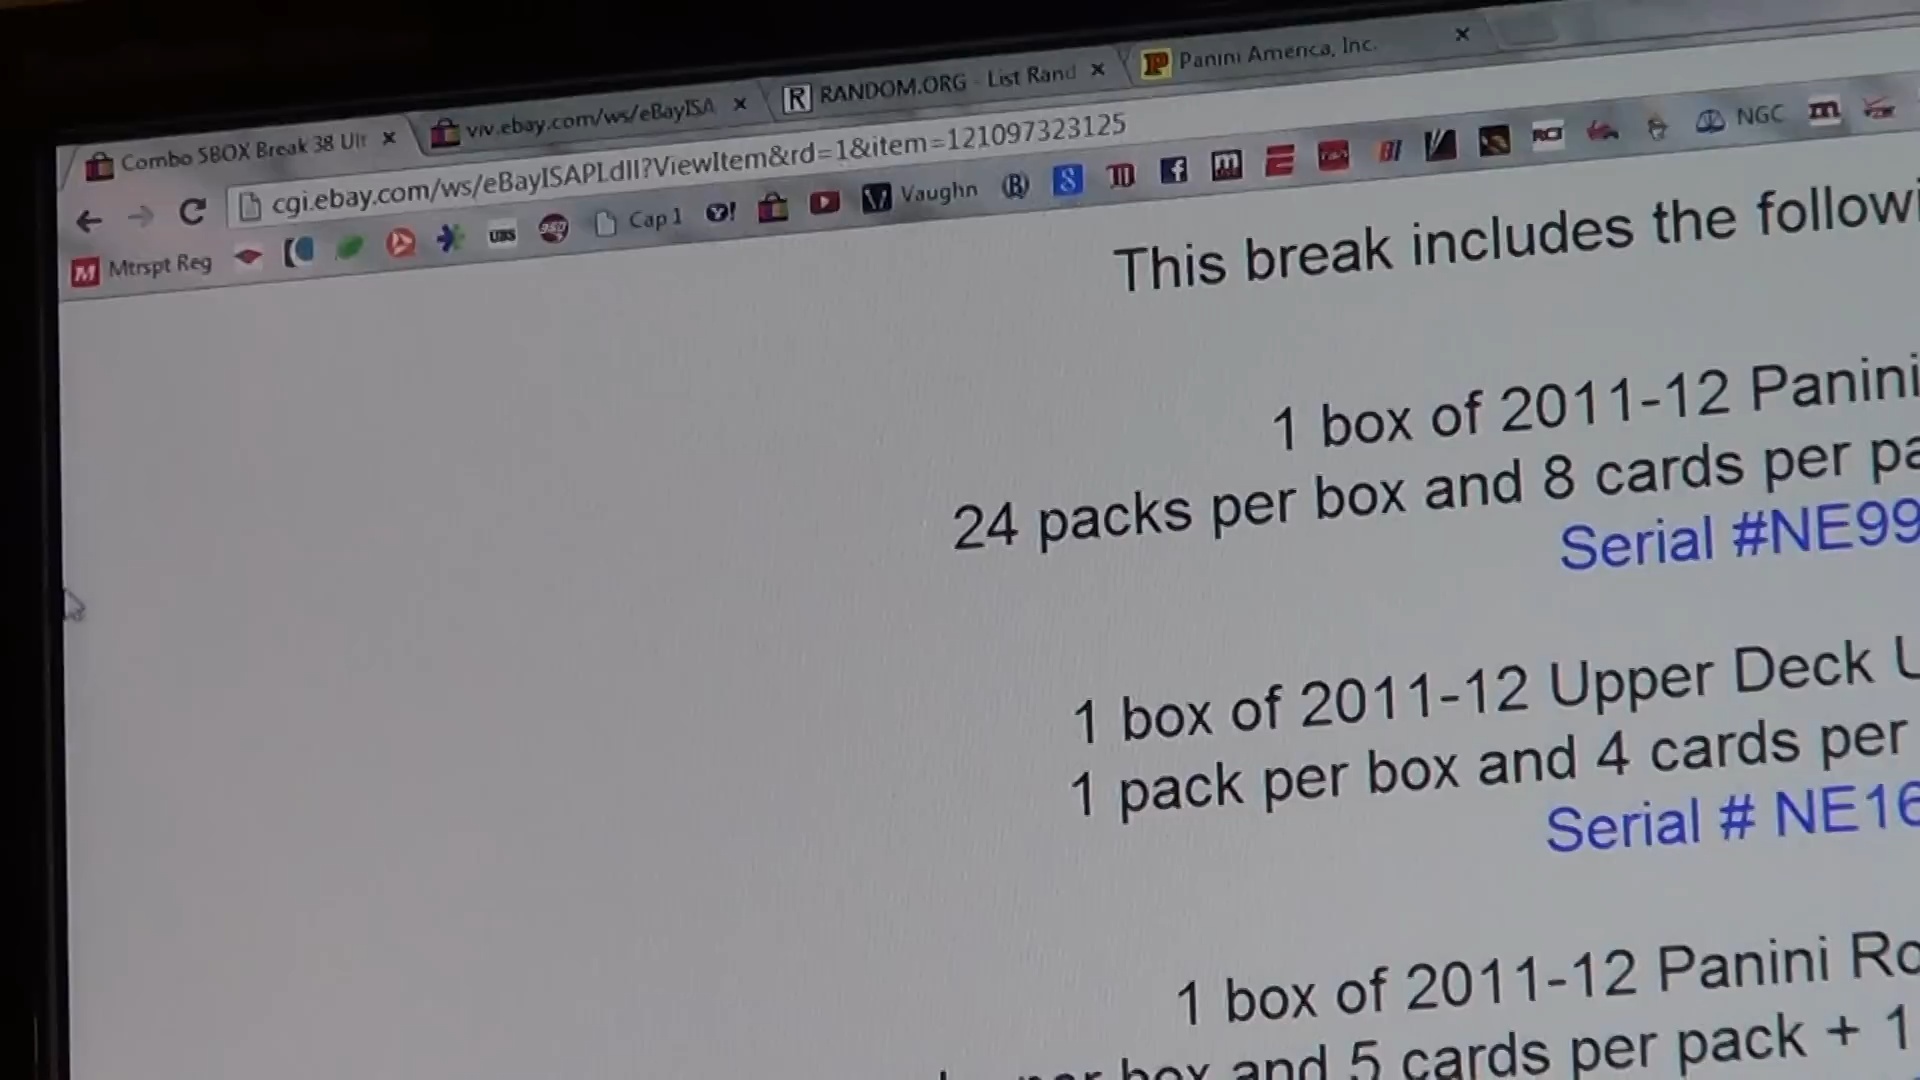 Combo 5BOX Break 38 Ult
viv.ebay.com/ws/eBayISA
RANDOM.ORG - List Rand
Panini America, Inc.
cgi.ebay.com/ws/eBayISAPI.dll?ViewItem&rd=1&item=121097323125
Mtrspt Reg
UBS
Cap 1
Vaughn
NGC
This break includes the followi
1 box of 2011-12 Panini
24 packs per box and 8 cards per pa
Serial #NE99
1 box of 2011-12 Upper Deck U
1 pack per box and 4 cards per
Serial # NE16
1 box of 2011-12 Panini Ro
per box and 5 cards per pack + 1